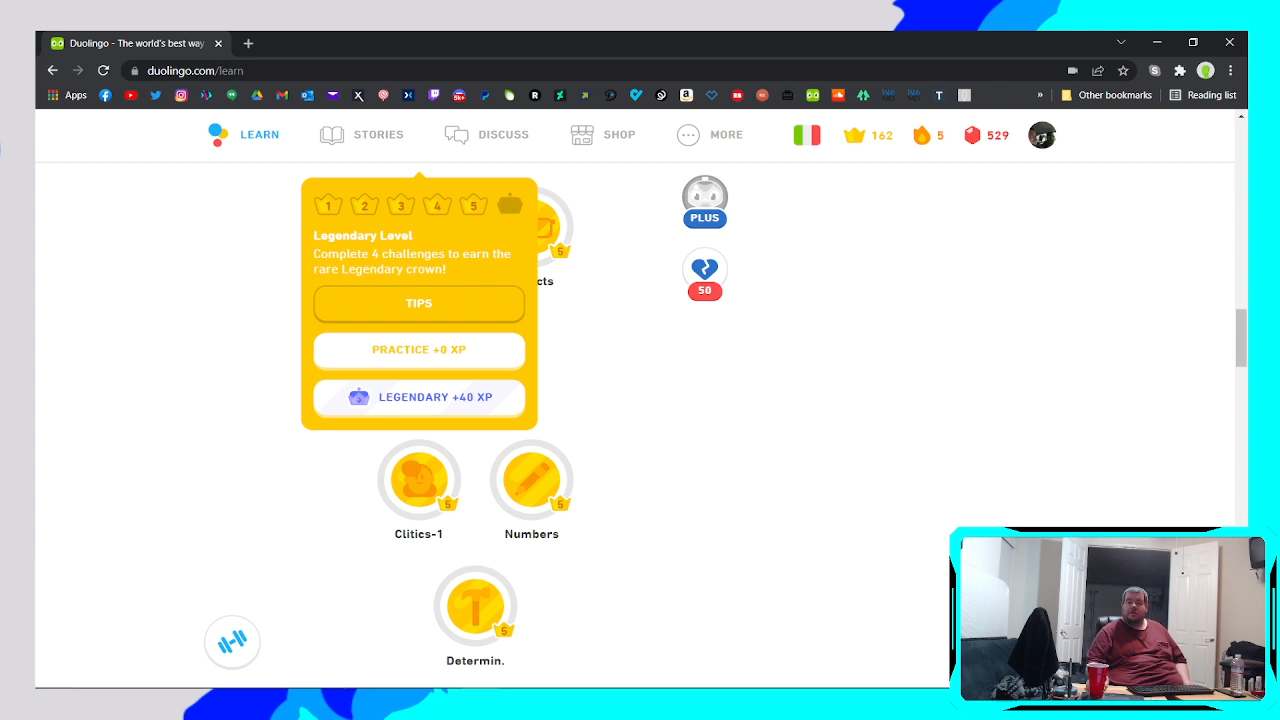 Duolingo - The world's best way
duolingo.com/learn
Apps
Other bookmarks
Reading list
LEARN
STORIES
DISCUSS
SHOP
MORE
162
5
529
1 2 3 4 5
Legendary Level
Complete 4 challenges to earn the
rare Legendary crown!
TIPS
PRACTICE +0 XP
LEGENDARY +40 XP
5
cts
PLUS
50
5
Clitics-1
5
Numbers
5
Determin.